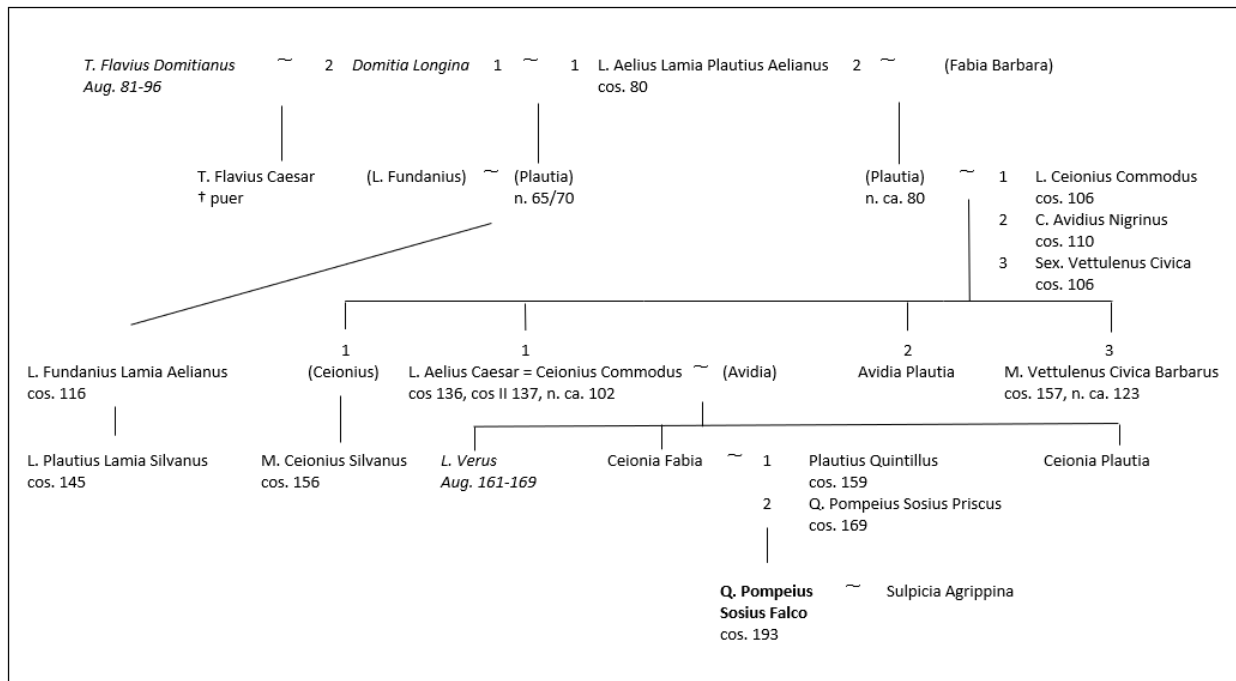 T. Flavius Domitianus ~ 2 Domitia Longina 1 ~ 1 L. Aelius Lamia Plautius Aelianus 2 ~ (Fabia Barbara)
Aug. 81-96 cos. 80
T. Flavius Caesar (L. Fundanius) ~ (Plautia) (Plautia) ~ 1 L. Ceionius Commodus
† puer n. 65/70 n. ca. 80 cos. 106
2 C. Avidius Nigrinus
cos. 110
3 Sex. Vettulenus Civica
cos. 106
1 1 2 3
L. Fundanius Lamia Aelianus (Ceionius) L. Aelius Caesar = Ceionius Commodus ~ (Avidia) Avidia Plautia M. Vettulenus Civica Barbarus
cos. 116 cos 136, cos II 137, n. ca. 102 cos. 157, n. ca. 123
L. Plautius Lamia Silvanus M. Ceionius Silvanus L. Verus Ceionia Fabia ~ 1 Plautius Quintillus Ceionia Plautia
cos. 145 cos. 156 Aug. 161-169 cos. 159
2 Q. Pompeius Sosius Priscus
cos. 169
Q. Pompeius ~ Sulpicia Agrippina
Sosius Falco
cos. 193